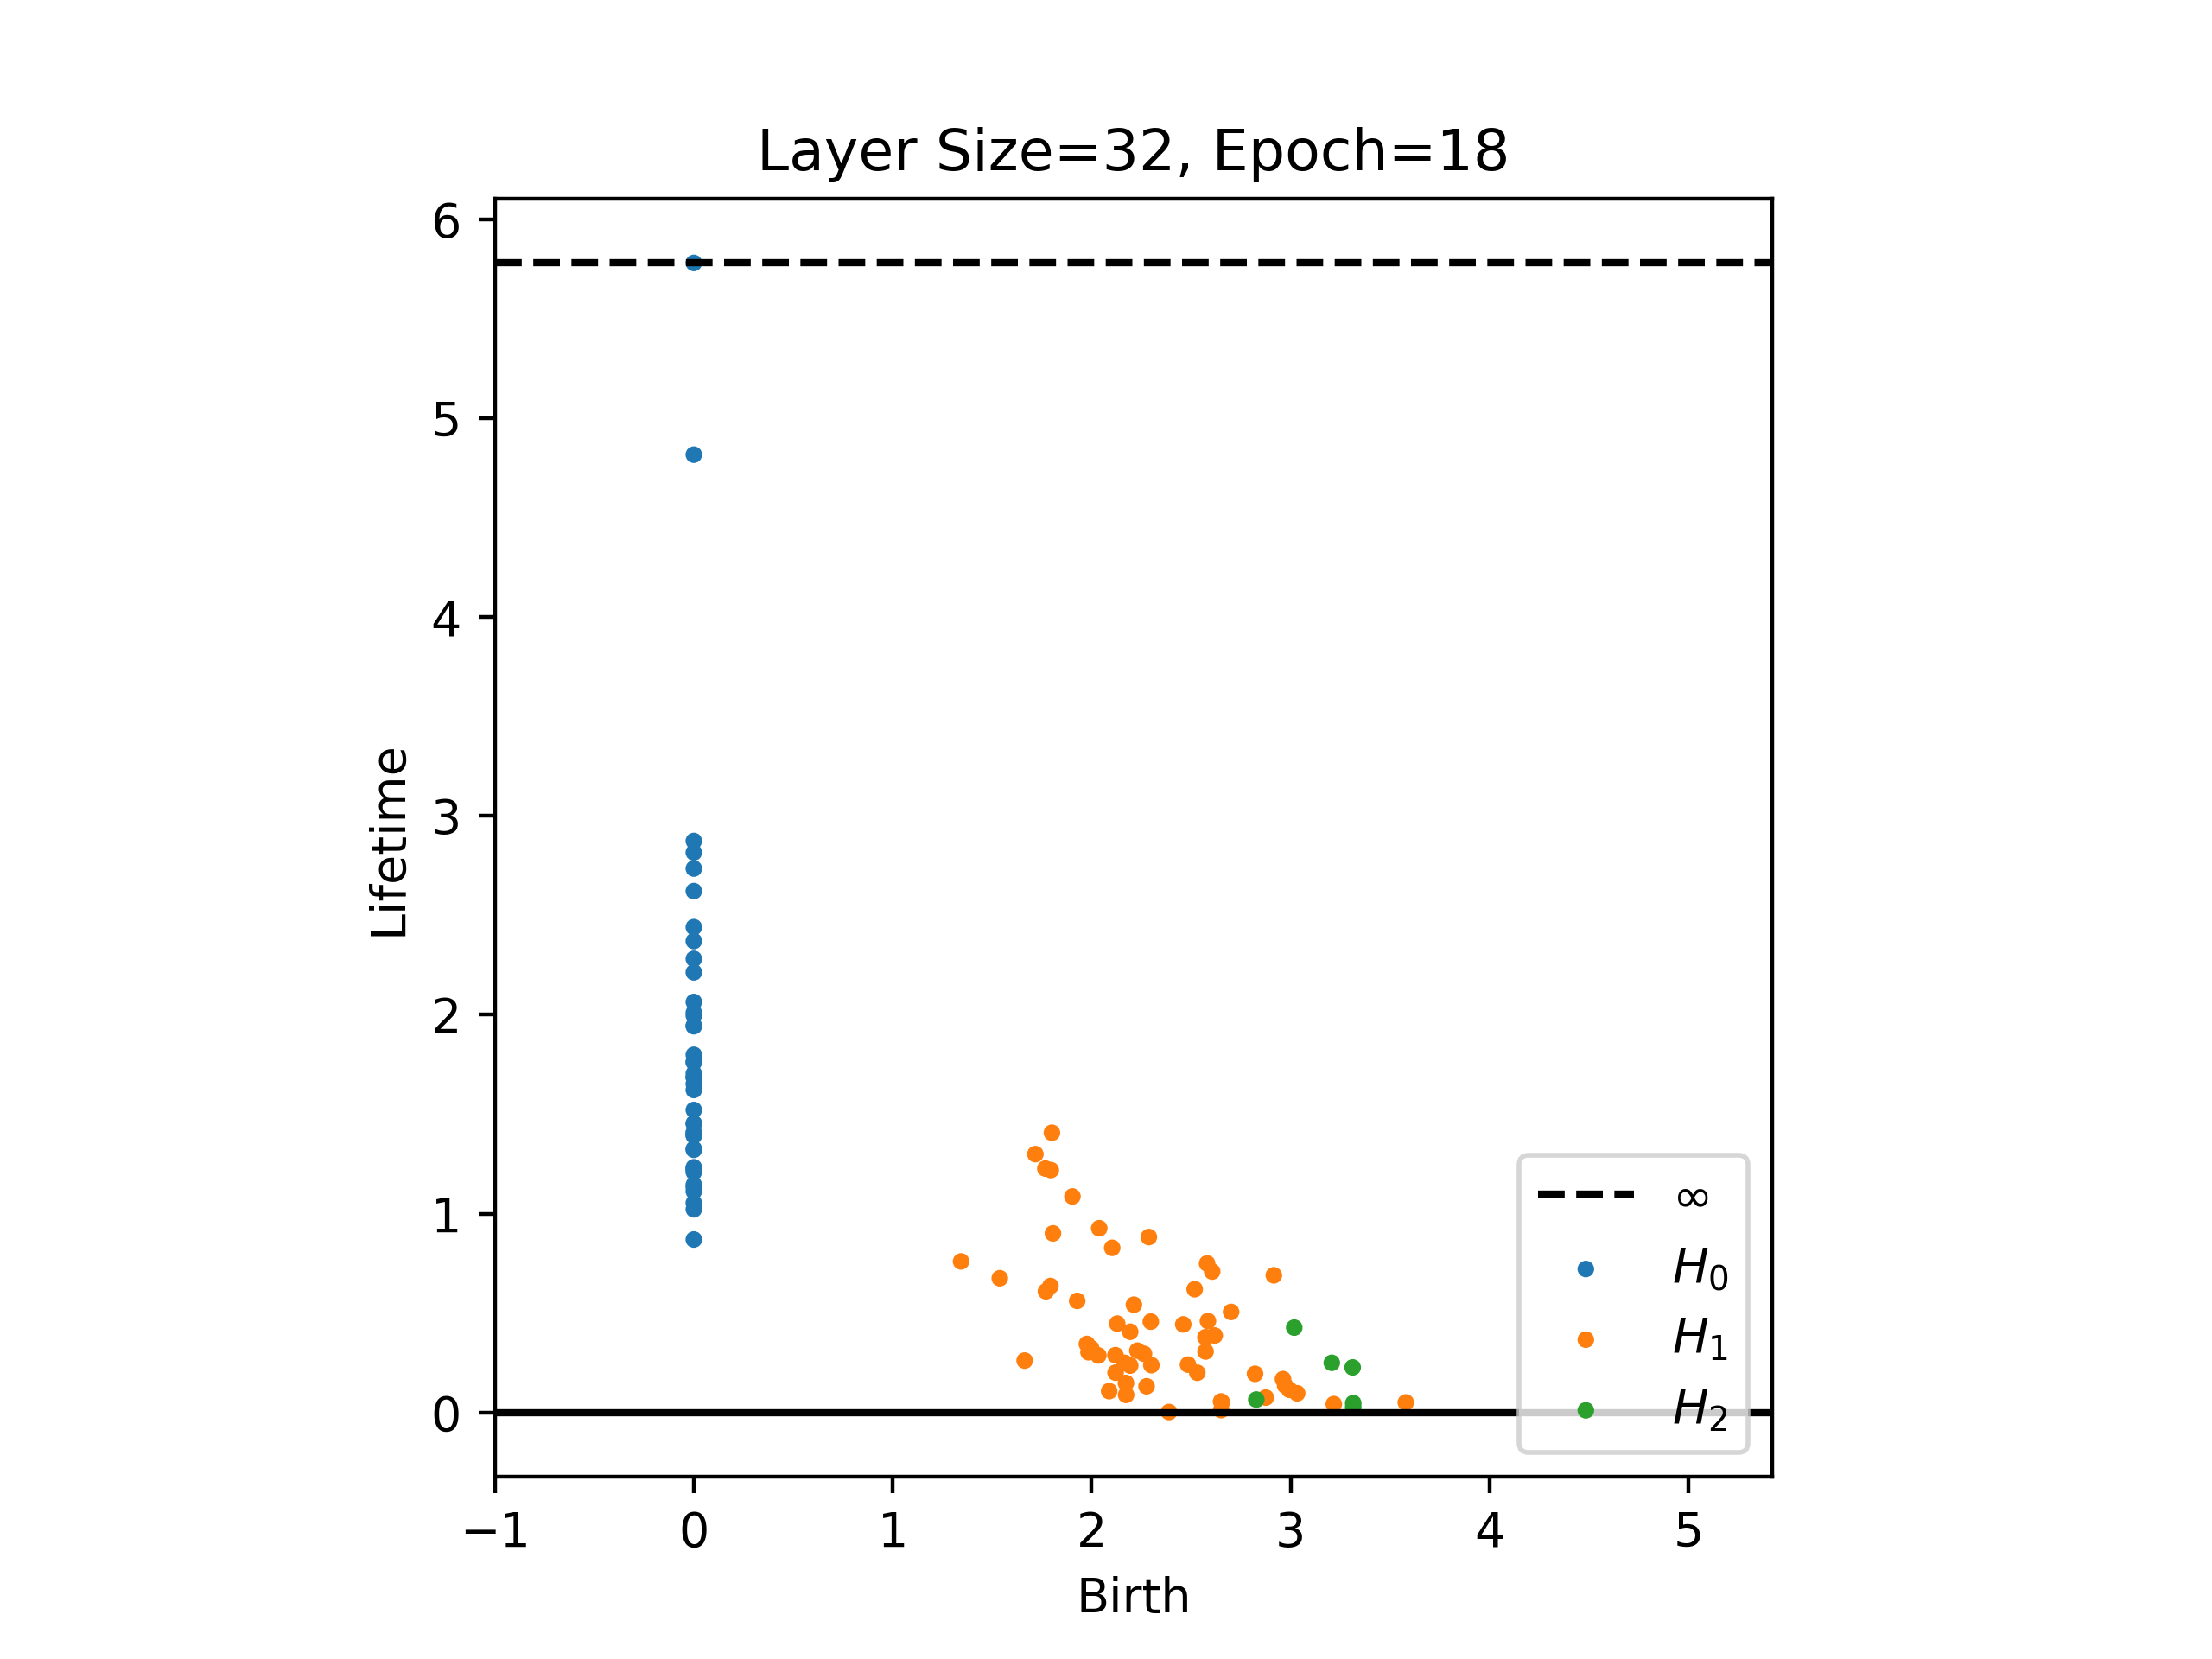 Layer Size=32, Epoch=18
6
5
4
3
2
1
0
Lifetime
∞
H₀
H₁
H₂
−1 0 1 2 3 4 5
Birth